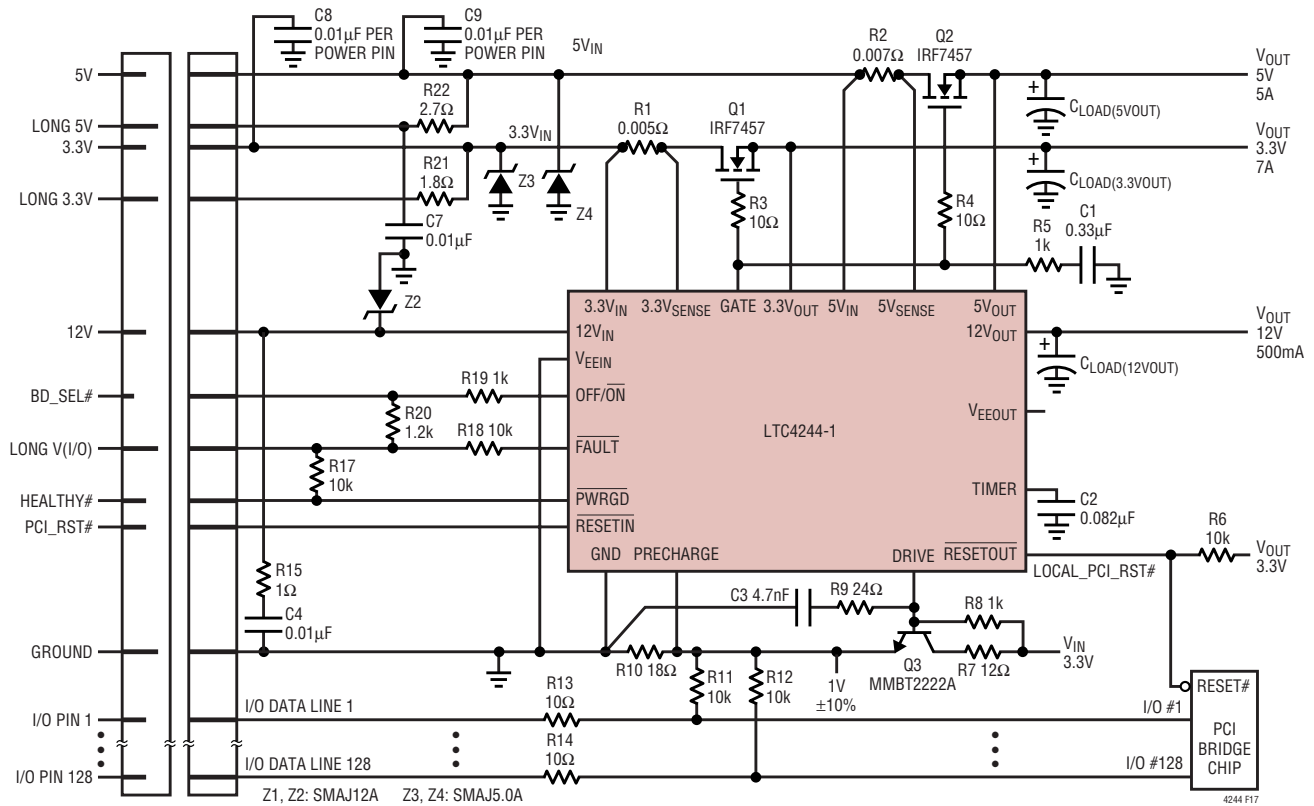 C8
0.01µF PER
POWER PIN
C9
0.01µF PER
POWER PIN
5VIN
R2
0.007Ω
Q2
IRF7457
VOUT
5V
5A
5V
R22
2.7Ω
+
CLOAD(5VOUT)
LONG 5V
R1
0.005Ω
Q1
IRF7457
3.3V
3.3VIN
VOUT
3.3V
7A
R21
1.8Ω
Z3
Z4
+
CLOAD(3.3VOUT)
LONG 3.3V
R3
10Ω
R4
10Ω
R5
1k
C1
0.33µF
C7
0.01µF
Z2
3.3VIN 3.3VSENSE GATE 3.3VOUT 5VIN 5VSENSE 5VOUT
12V
12VIN
12VOUT
VOUT
12V
500mA
VEEIN
+
CLOAD(12VOUT)
BD_SEL#
R19 1k
OFF/ON
R20
1.2k
VEEOUT
LTC4244-1
LONG V(I/O)
R18 10k
FAULT
R17
10k
TIMER
C2
0.082µF
HEALTHY#
PWRGD
PCI_RST#
RESETIN
R6
10k
GND PRECHARGE DRIVE RESETOUT
LOCAL_PCI_RST#
VOUT
3.3V
R15
1Ω
C4
0.01µF
C3 4.7nF
R9 24Ω
R8 1k
GROUND
R10 18Ω
R11
10k
R12
10k
1V
±10%
Q3
MMBT2222A
R7 12Ω
VIN
3.3V
RESET#
R13
10Ω
I/O PIN 1
I/O DATA LINE 1
I/O #1
R14
10Ω
PCI
BRIDGE
CHIP
I/O PIN 128
I/O DATA LINE 128
I/O #128
Z1, Z2: SMAJ12A Z3, Z4: SMAJ5.0A
4244 F17